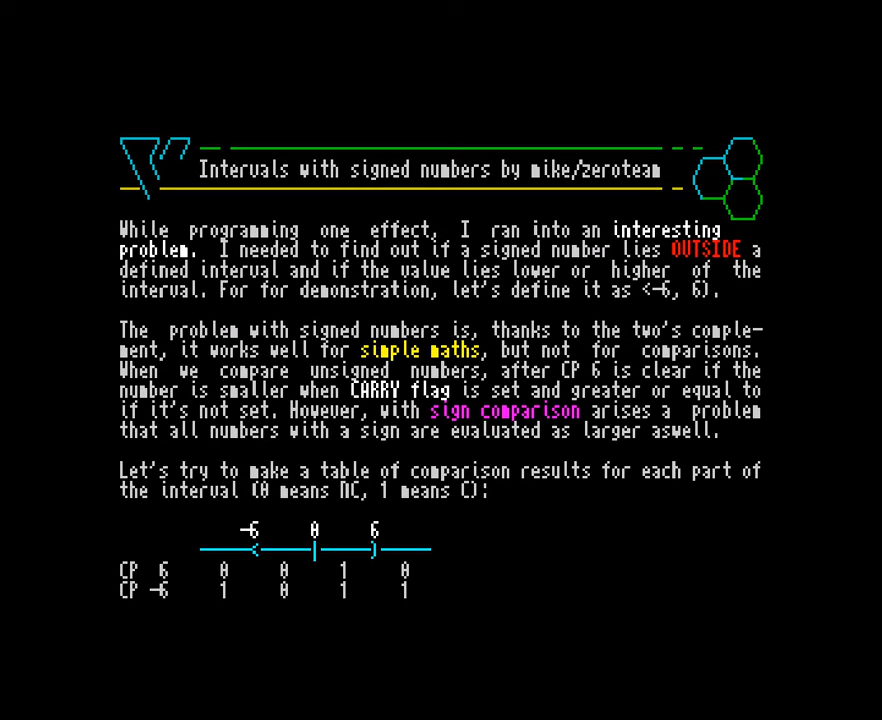 Intervals with signed numbers by mike/zeroteam
While programming one effect, I ran into an interesting
problem. I needed to find out if a signed number lies OUTSIDE a
defined interval and if the value lies lower or higher of the
interval. For for demonstration, let's define it as <-6, 6).
The problem with signed numbers is, thanks to the two's comple-
ment, it works well for simple maths, but not for comparisons.
When we compare unsigned numbers, after CP 6 is clear if the
number is smaller when CARRY flag is set and greater or equal to
if it's not set. However, with sign comparison arises a problem
that all numbers with a sign are evaluated as larger aswell.
Let's try to make a table of comparison results for each part of
the interval (0 means NC, 1 means C):
-6 0 6
CP 6 0 0 1 0
CP -6 1 0 1 1